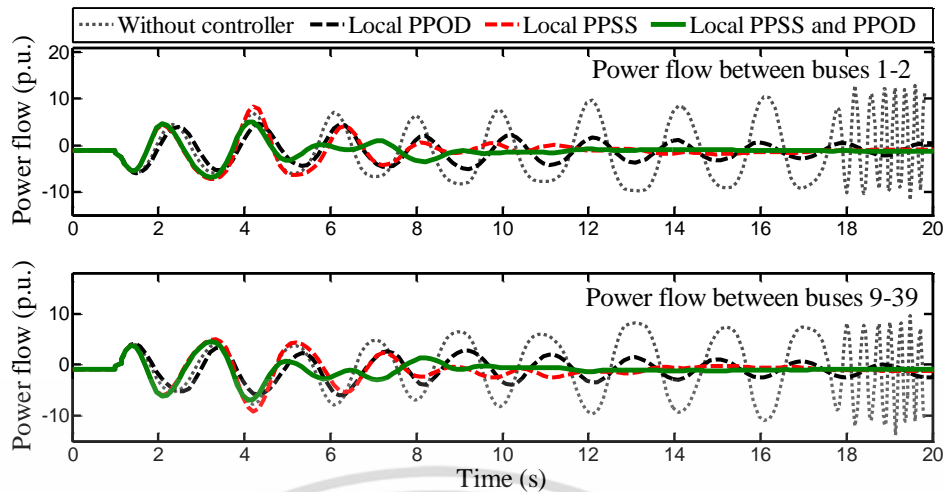 Without controller Local PPOD Local PPSS Local PPSS and PPOD
Power flow (p.u.)
20
10
0
-10
Power flow between buses 1-2
0 2 4 6 8 10 12 14 16 18 20
Power flow (p.u.)
10
0
-10
Power flow between buses 9-39
0 2 4 6 8 10 12 14 16 18 20
Time (s)